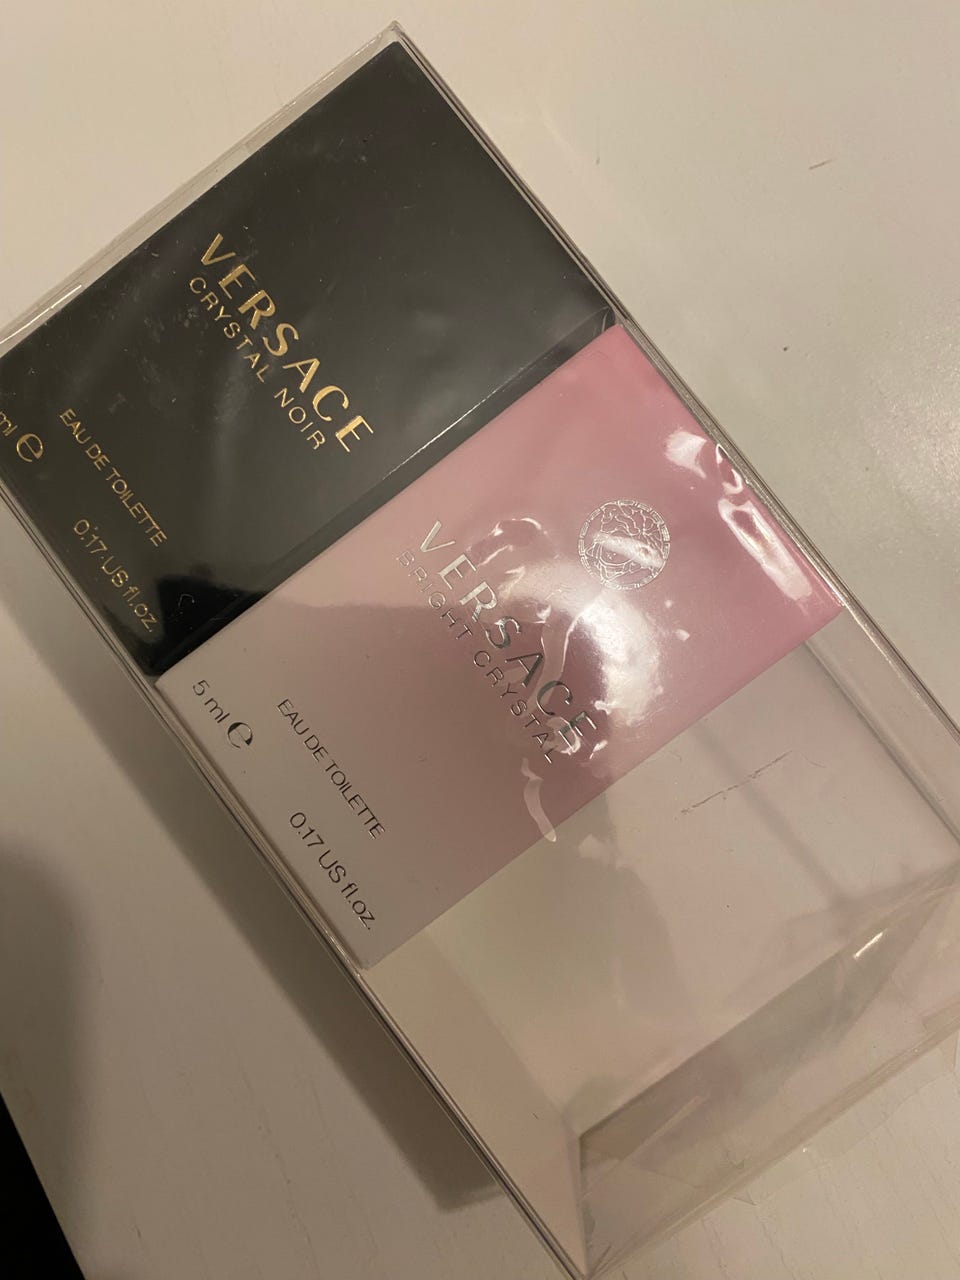 VERSACE
CRYSTAL NOIR
ml e
EAU DE TOILETTE
0.17 US fl.oz.
VERSACE
BRIGHT CRYSTAL
5 ml e
EAU DE TOILETTE
0.17 US fl.oz.